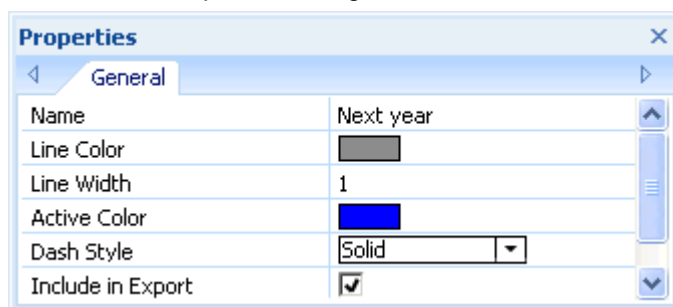 Properties
General
Name Next year
Line Color
Line Width 1
Active Color
Dash Style Solid
Include in Export